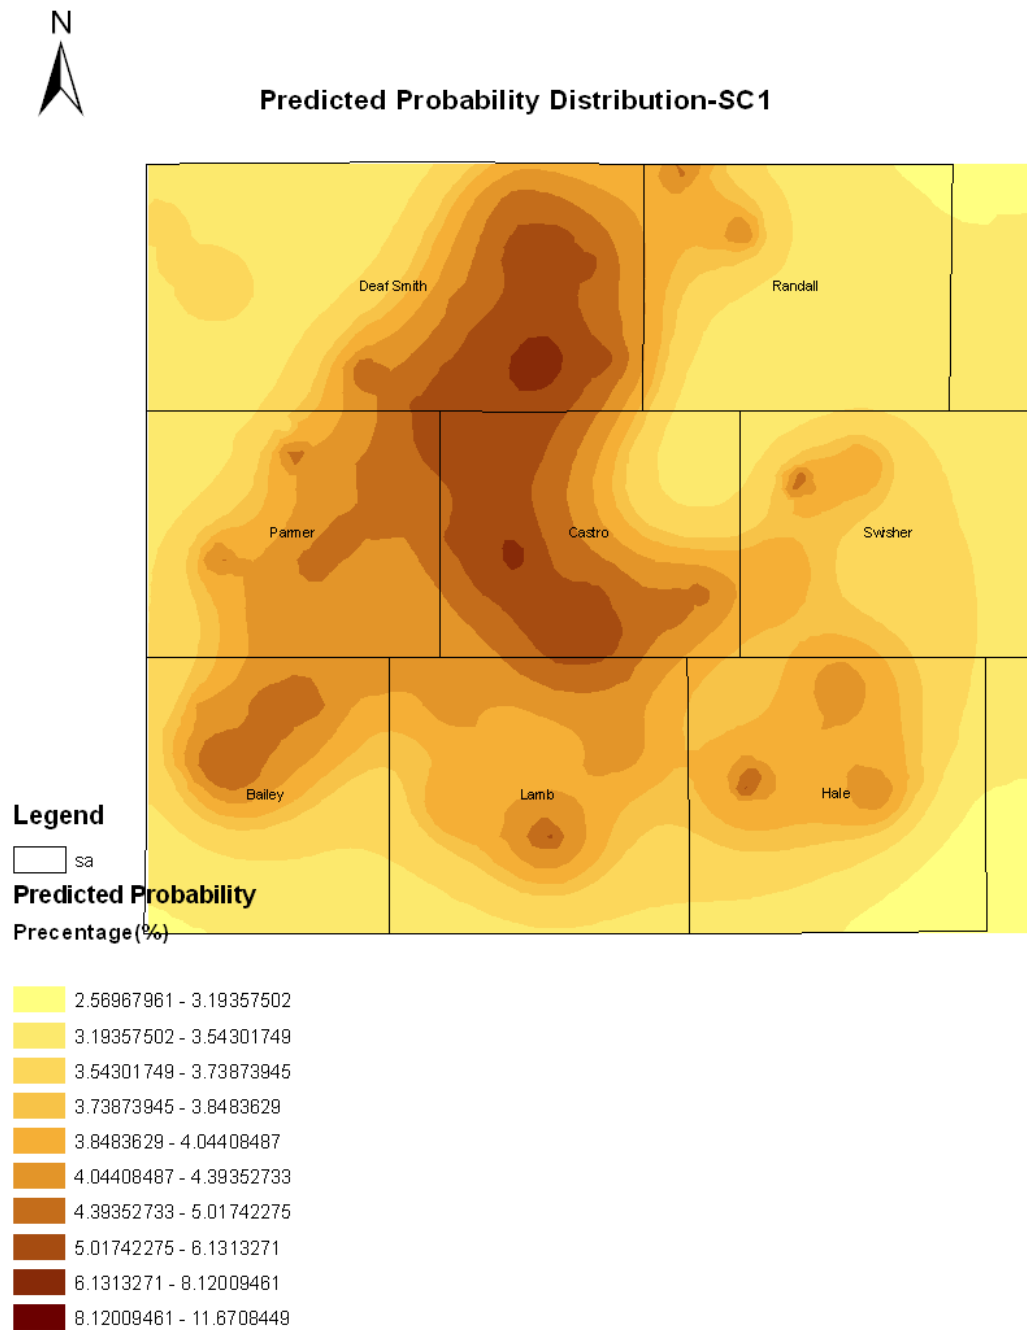 N
Predicted Probability Distribution-SC1
Deaf Smith
Randall
Parmer
Castro
Swisher
Bailey
Lamb
Hale
Legend
sa
Predicted Probability
Precentage(%)
2.56967961 - 3.19357502
3.19357502 - 3.54301749
3.54301749 - 3.73873945
3.73873945 - 3.8483629
3.8483629 - 4.04408487
4.04408487 - 4.39352733
4.39352733 - 5.01742275
5.01742275 - 6.1313271
6.1313271 - 8.12009461
8.12009461 - 11.6708449